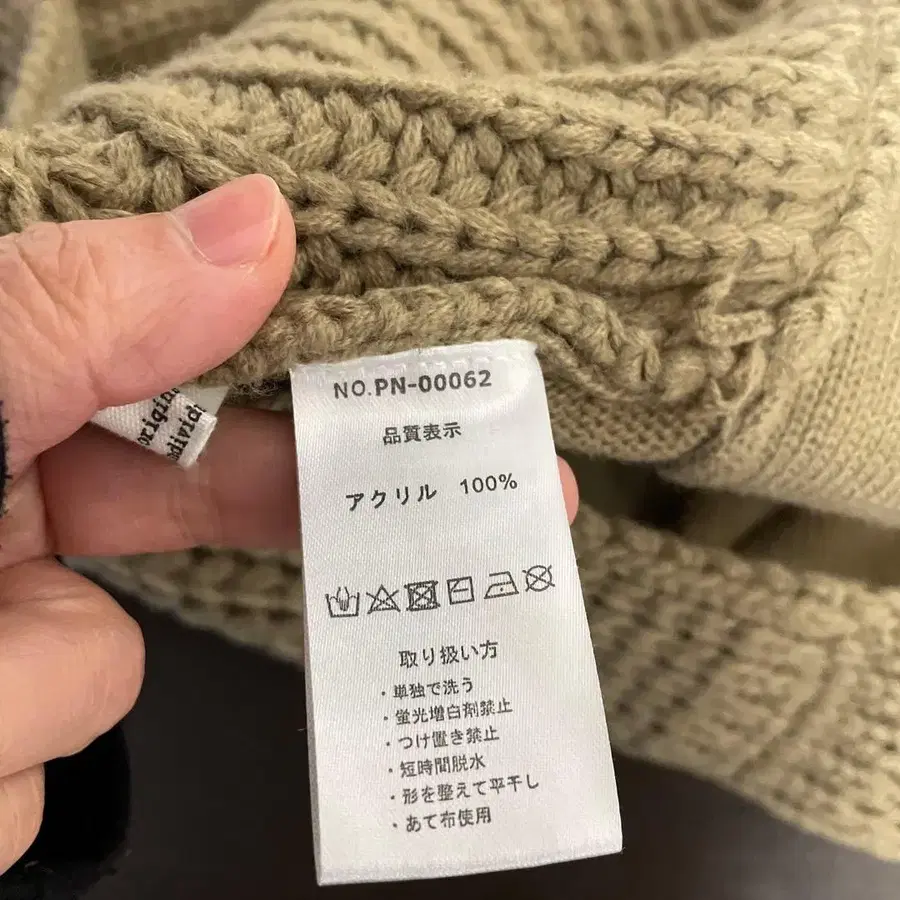 NO.PN-00062
品質表示
アクリル 100%
取り扱い方
・単独で洗う
・蛍光増白剤禁止
・つけ置き禁止
・短時間脱水
・形を整えて平干し
・あて布使用